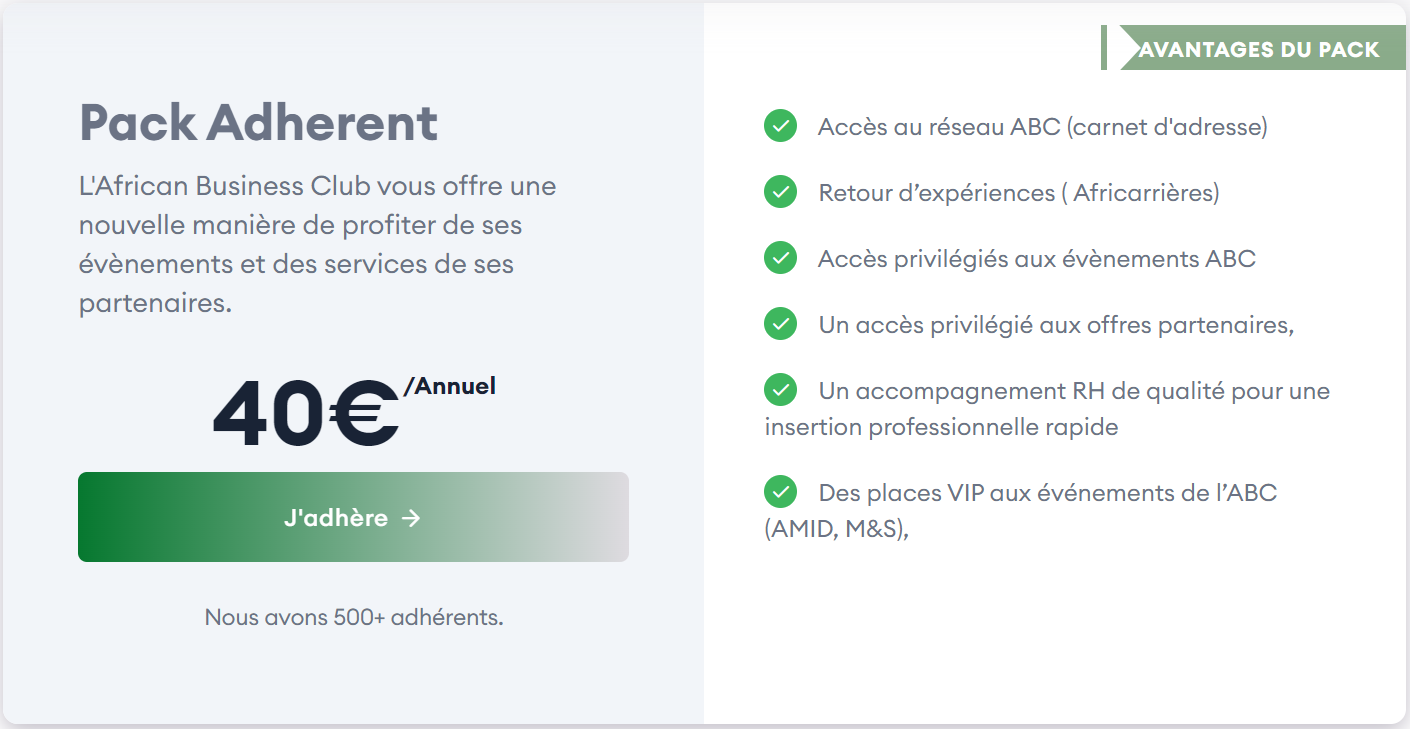 Pack Adherent
L'African Business Club vous offre une
nouvelle manière de profiter de ses
évènements et des services de ses
partenaires.
40€/Annuel
J'adhère →
Nous avons 500+ adhérents.
AVANTAGES DU PACK
Accès au réseau ABC (carnet d'adresse)
Retour d’expériences ( Africarrières)
Accès privilégiés aux évènements ABC
Un accès privilégié aux offres partenaires,
Un accompagnement RH de qualité pour une
insertion professionnelle rapide
Des places VIP aux événements de l’ABC
(AMID, M&S),